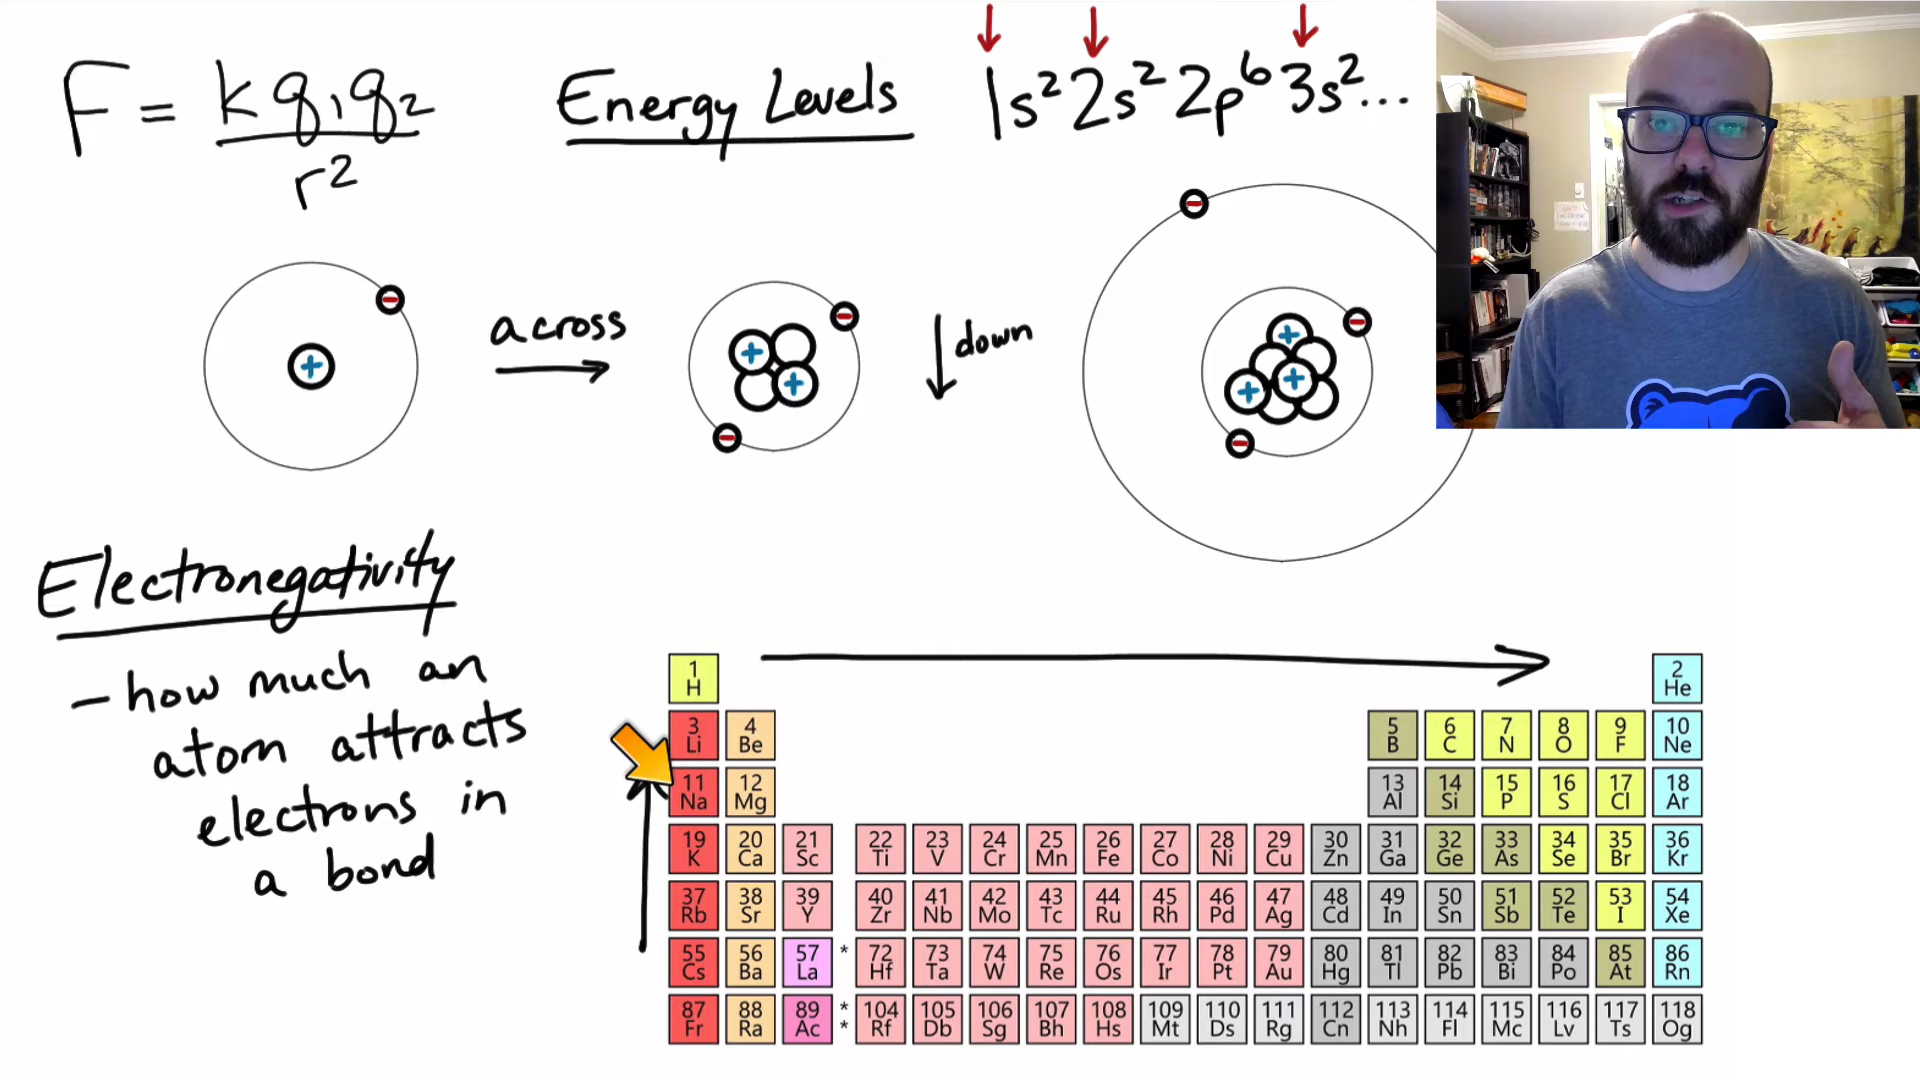 F = k q₁q₂ / r²
Energy Levels
1s² 2s² 2p⁶ 3s² ...
across
down
Electronegativity
– how much an
atom attracts
electrons in
a bond
1 H 2 He
3 Li 4 Be 5 B 6 C 7 N 8 O 9 F 10 Ne
11 Na 12 Mg 13 Al 14 Si 15 P 16 S 17 Cl 18 Ar
19 K 20 Ca 21 Sc 22 Ti 23 V 24 Cr 25 Mn 26 Fe 27 Co 28 Ni 29 Cu 30 Zn 31 Ga 32 Ge 33 As 34 Se 35 Br 36 Kr
37 Rb 38 Sr 39 Y 40 Zr 41 Nb 42 Mo 43 Tc 44 Ru 45 Rh 46 Pd 47 Ag 48 Cd 49 In 50 Sn 51 Sb 52 Te 53 I 54 Xe
55 Cs 56 Ba 57 La * 72 Hf 73 Ta 74 W 75 Re 76 Os 77 Ir 78 Pt 79 Au 80 Hg 81 Tl 82 Pb 83 Bi 84 Po 85 At 86 Rn
87 Fr 88 Ra 89 Ac * * 104 Rf 105 Db 106 Sg 107 Bh 108 Hs 109 Mt 110 Ds 111 Rg 112 Cn 113 Nh 114 Fl 115 Mc 116 Lv 117 Ts 118 Og